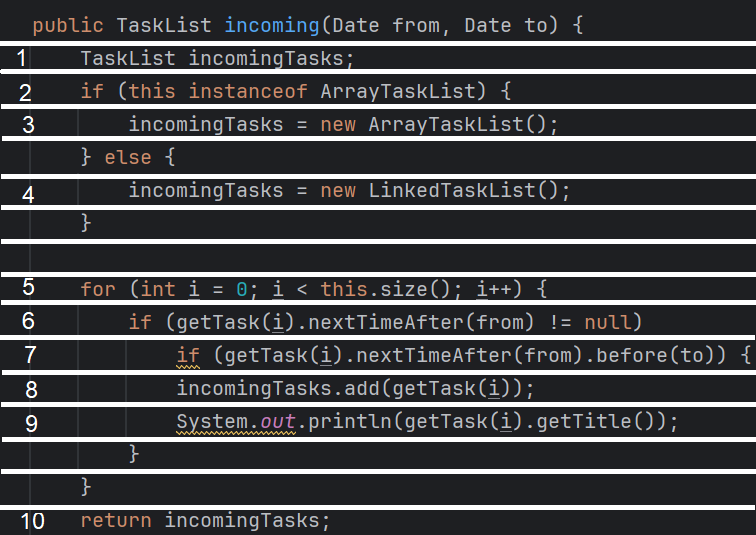 public TaskList incoming(Date from, Date to) {
1 TaskList incomingTasks;
2 if (this instanceof ArrayTaskList) {
3 incomingTasks = new ArrayTaskList();
} else {
4 incomingTasks = new LinkedTaskList();
}
5 for (int i = 0; i < this.size(); i++) {
6 if (getTask(i).nextTimeAfter(from) != null)
7 if (getTask(i).nextTimeAfter(from).before(to)) {
8 incomingTasks.add(getTask(i));
9 System.out.println(getTask(i).getTitle());
}
}
10 return incomingTasks;